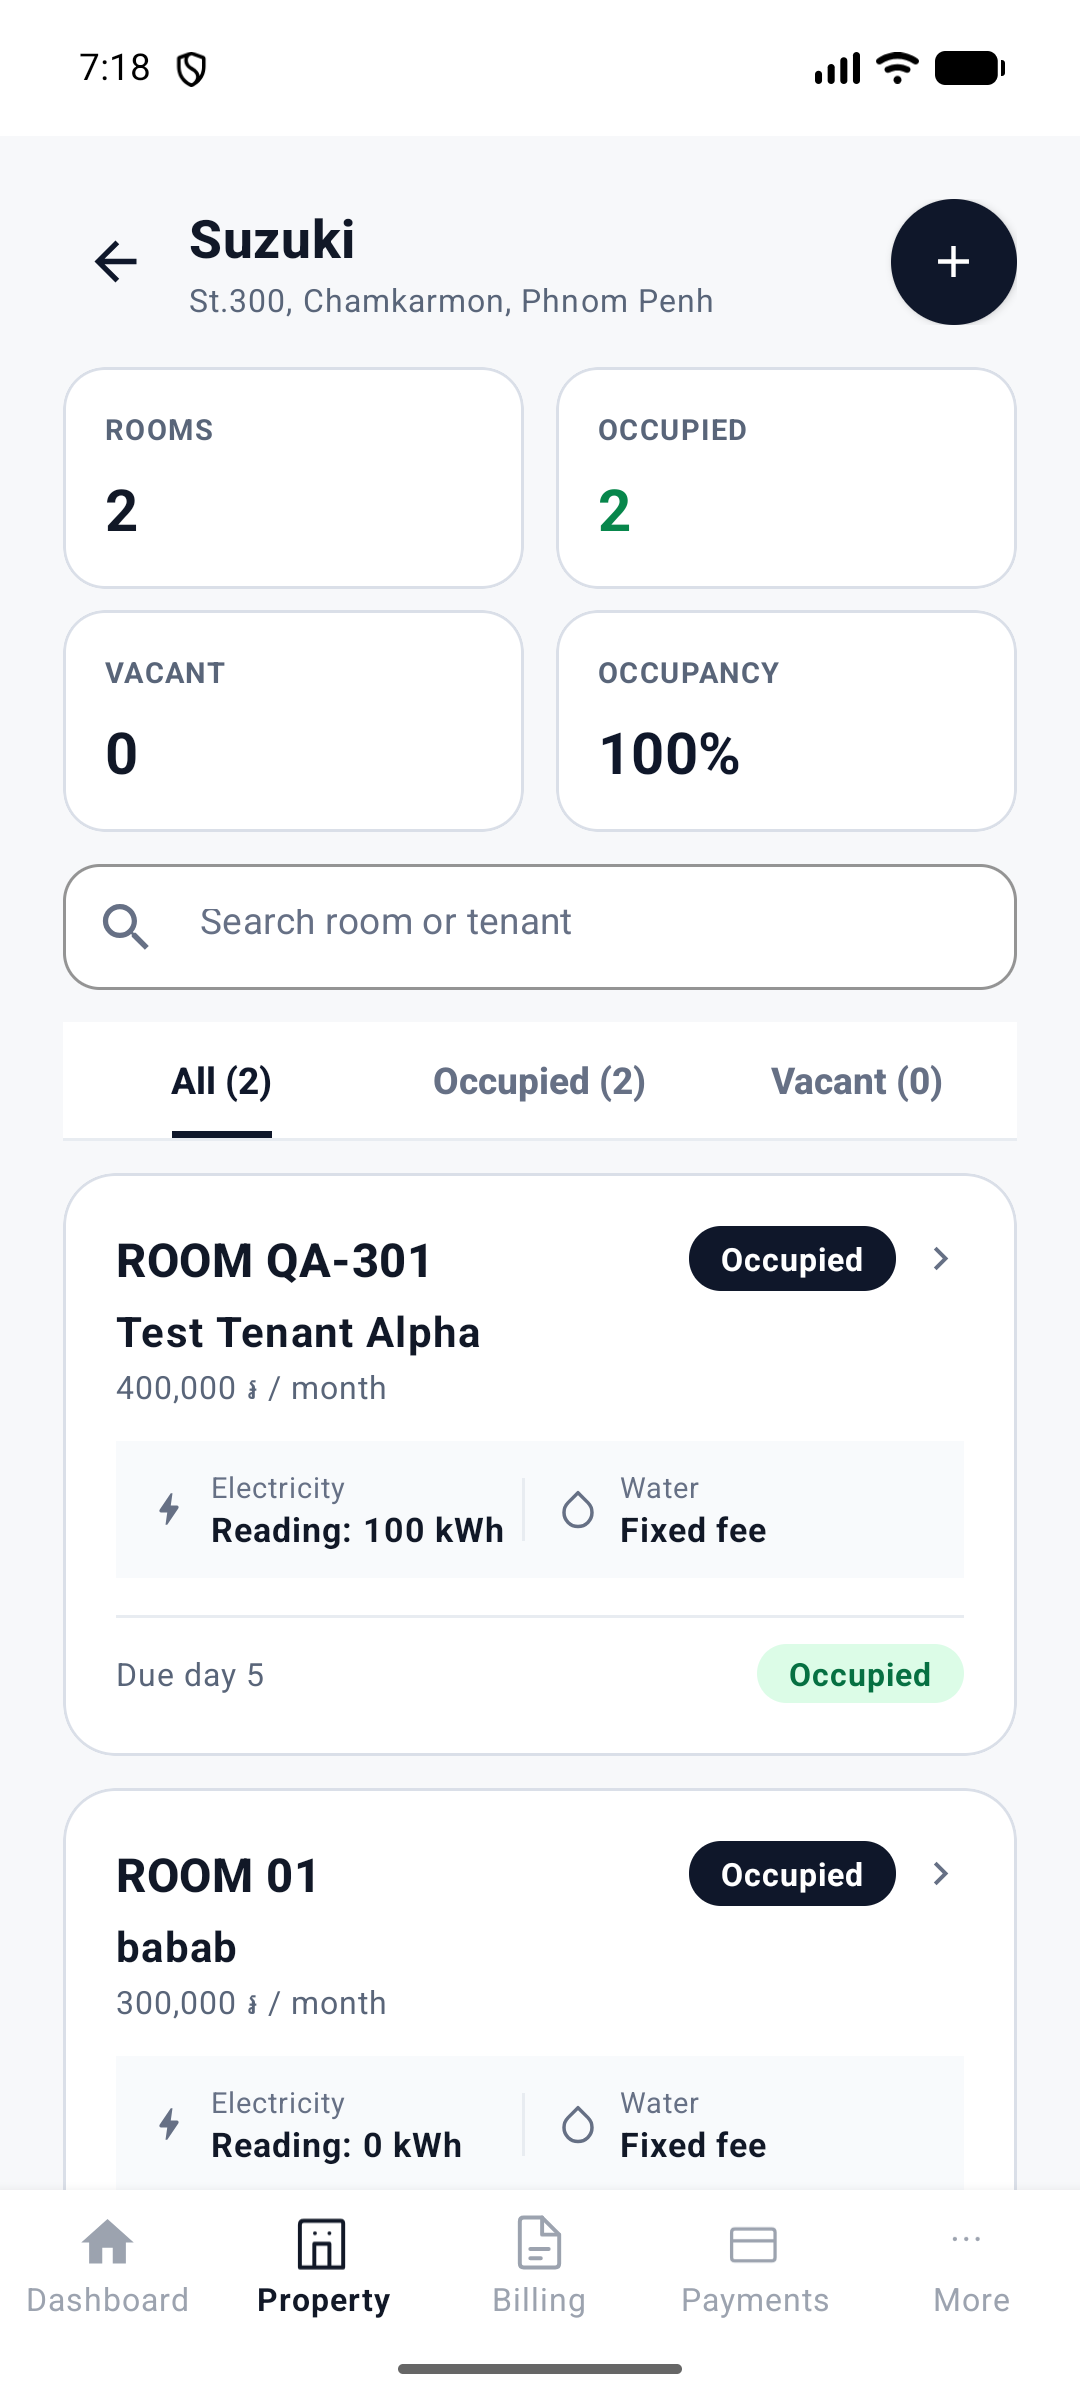 7:18
Suzuki
St.300, Chamkarmon, Phnom Penh
ROOMS
2
OCCUPIED
2
VACANT
0
OCCUPANCY
100%
Search room or tenant
All (2)
Occupied (2)
Vacant (0)
ROOM QA-301
Occupied
Test Tenant Alpha
400,000 ៛ / month
Electricity
Reading: 100 kWh
Water
Fixed fee
Due day 5
Occupied
ROOM 01
Occupied
babab
300,000 ៛ / month
Electricity
Reading: 0 kWh
Water
Fixed fee
Dashboard
Property
Billing
Payments
More